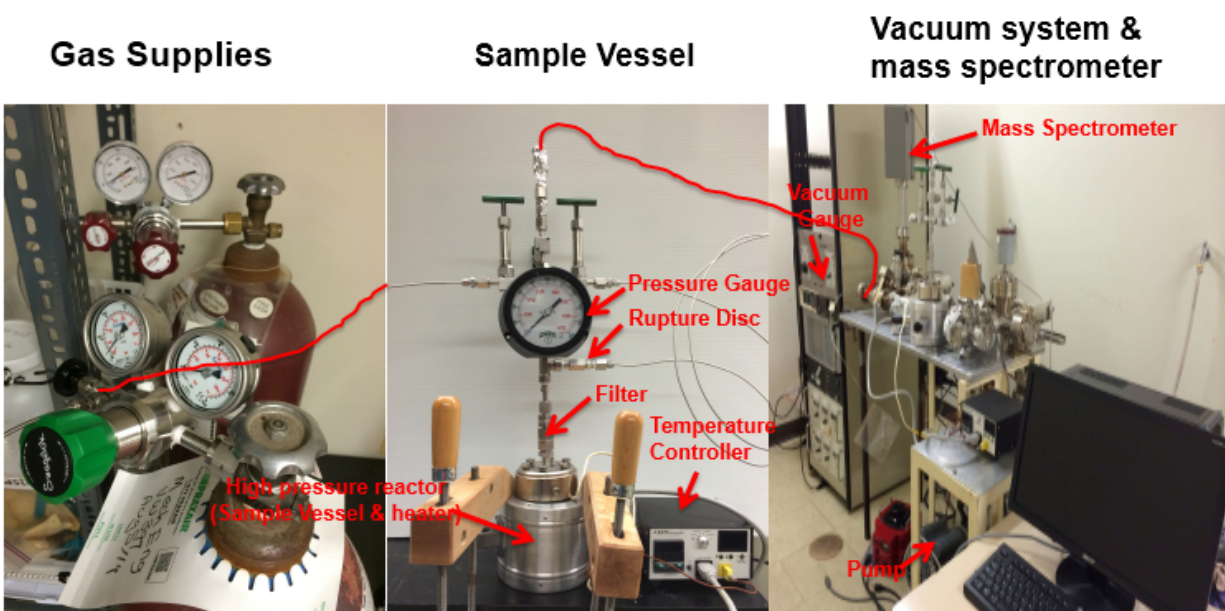 Gas Supplies
Sample Vessel
Vacuum system &
mass spectrometer
Mass Spectrometer
Vacuum
Gauge
Pressure Gauge
Rupture Disc
Filter
Temperature
Controller
High pressure reactor
(Sample Vessel & heater)
Pump
Swagelok